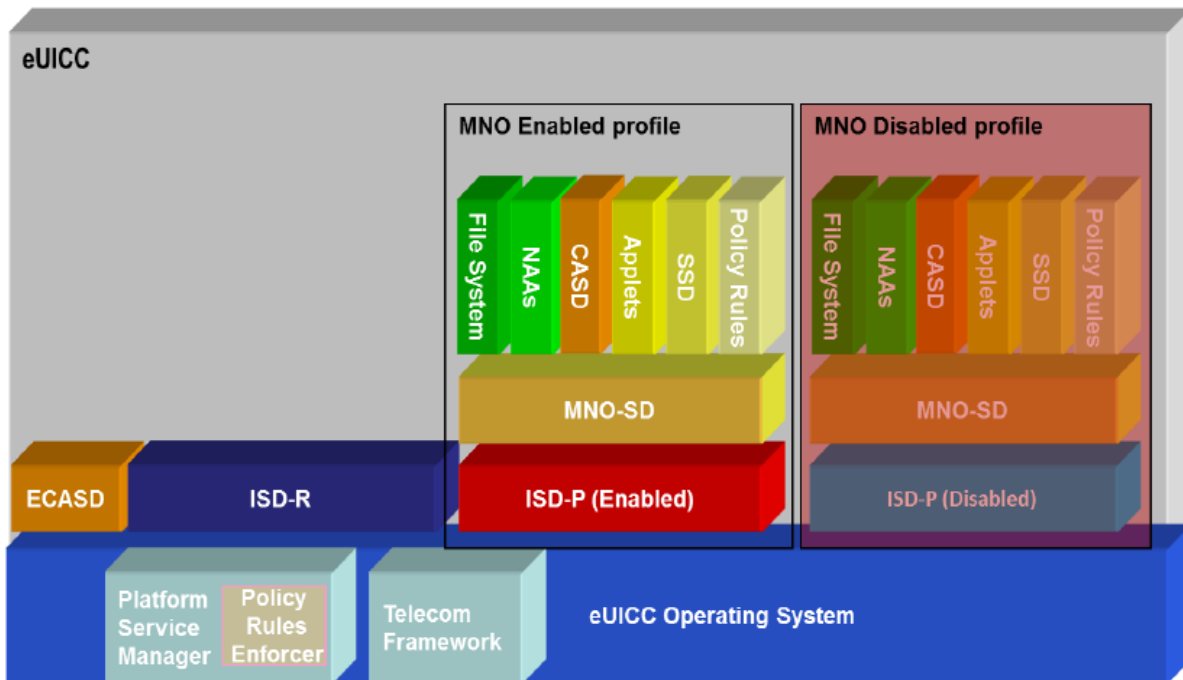 eUICC
MNO Enabled profile
MNO Disabled profile
File System
NAAs
CASD
Applets
SSD
Policy Rules
File System
NAAs
CASD
Applets
SSD
Policy Rules
MNO-SD
MNO-SD
ECASD
ISD-R
ISD-P (Enabled)
ISD-P (Disabled)
Platform
Service
Manager
Policy
Rules
Enforcer
Telecom
Framework
eUICC Operating System